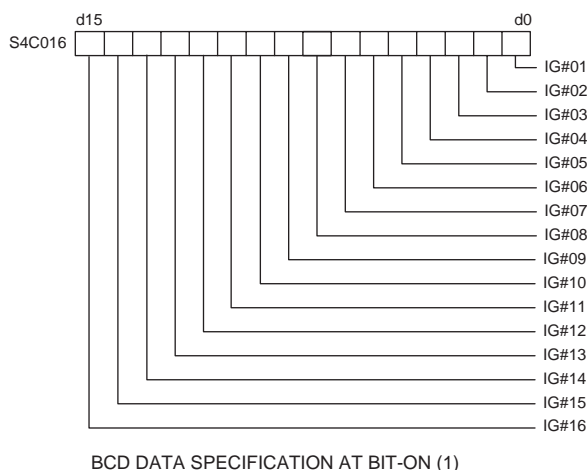 d15 d0
S4C016
IG#01
IG#02
IG#03
IG#04
IG#05
IG#06
IG#07
IG#08
IG#09
IG#10
IG#11
IG#12
IG#13
IG#14
IG#15
IG#16
BCD DATA SPECIFICATION AT BIT-ON (1)